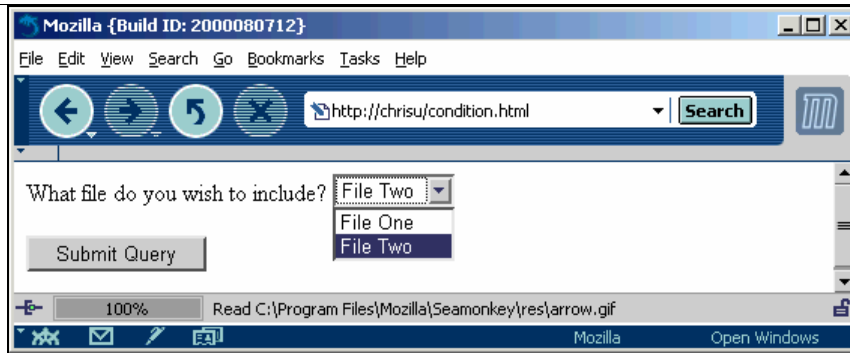 Mozilla {Build ID: 2000080712}
File Edit View Search Go Bookmarks Tasks Help
http://chrisu/condition.html Search
What file do you wish to include? File Two
File One
File Two
Submit Query
100% Read C:\Program Files\Mozilla\Seamonkey\res\arrow.gif
Mozilla Open Windows